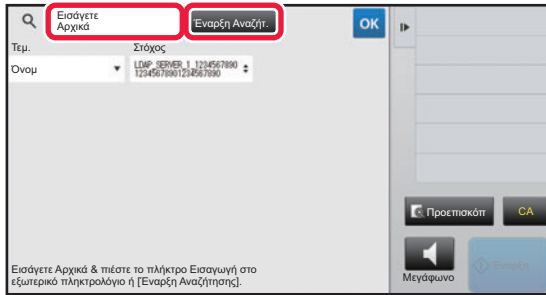 Εισάγετε
Αρχικά
Έναρξη Αναζήτ.
OK
Τεμ.
Στόχος
Όνομ
LDAP_SERVER_1_1234567890
12345678901234567890
Προεπισκόπ
CA
Μεγάφωνο
Έναρξη
Εισάγετε Αρχικά & πιέστε το πλήκτρο Εισαγωγή στο
εξωτερικό πληκτρολόγιο ή [Έναρξη Αναζήτησης].